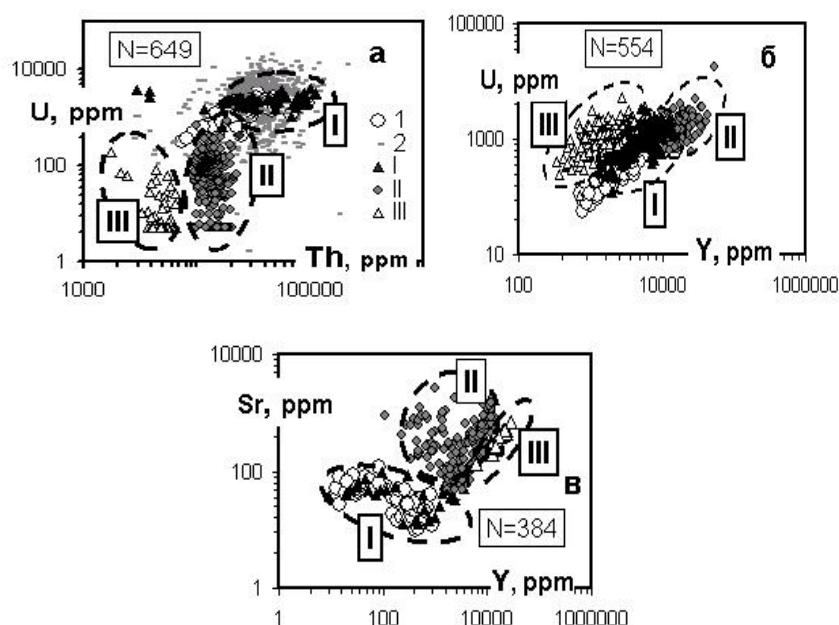 100000
N=649
а
10000
U, ppm
100
1
I
II
III
1
2
I
II
III
Th, ppm
1000
100000
100000
N=554
б
U, ppm
III
1000
II
I
10
Y, ppm
100
10000
1000000
10000
Sr, ppm
II
100
III
в
I
N=384
1
Y, ppm
1
100
10000
1000000